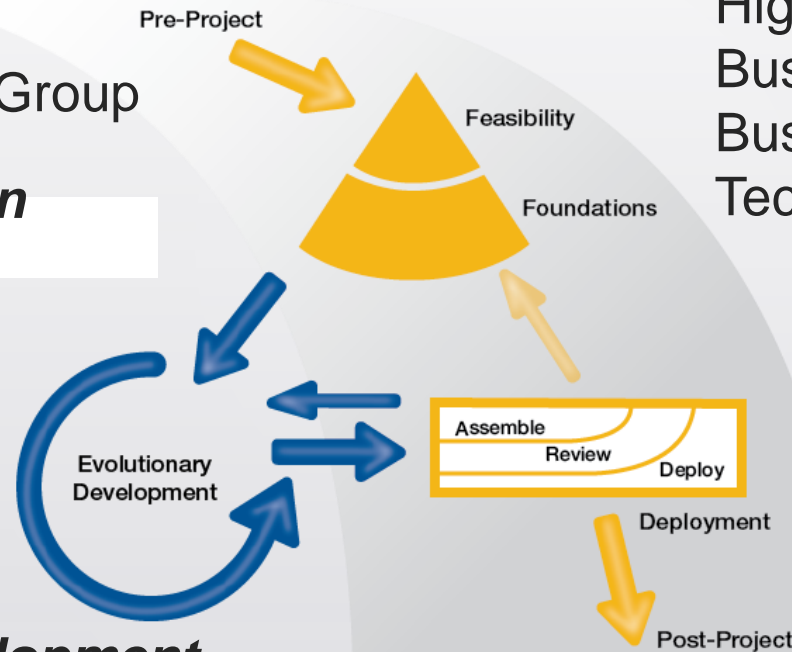 Pre-Project
Group
Feasibility
n
Foundations
Assemble
Review
Deploy
Evolutionary
Development
Deployment
Post-Project